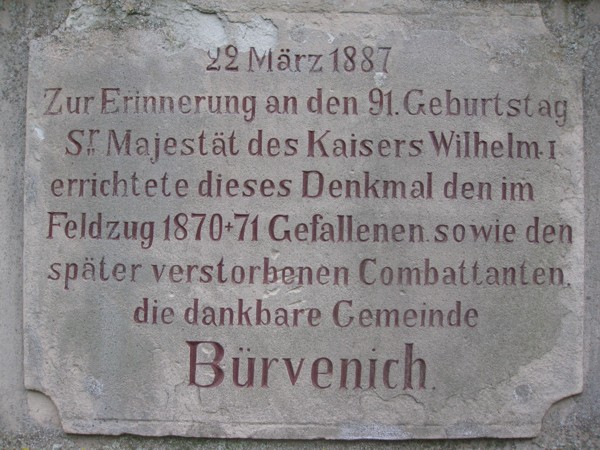 22 März 1887
Zur Erinnerung an den 91. Geburtstag
Sr. Majestät des Kaisers Wilhelm. I
errichtete dieses Denkmal den im
Feldzug 1870+71 Gefallenen. sowie den
später verstorbenen Combattanten.
die dankbare Gemeinde
Bürvenich.